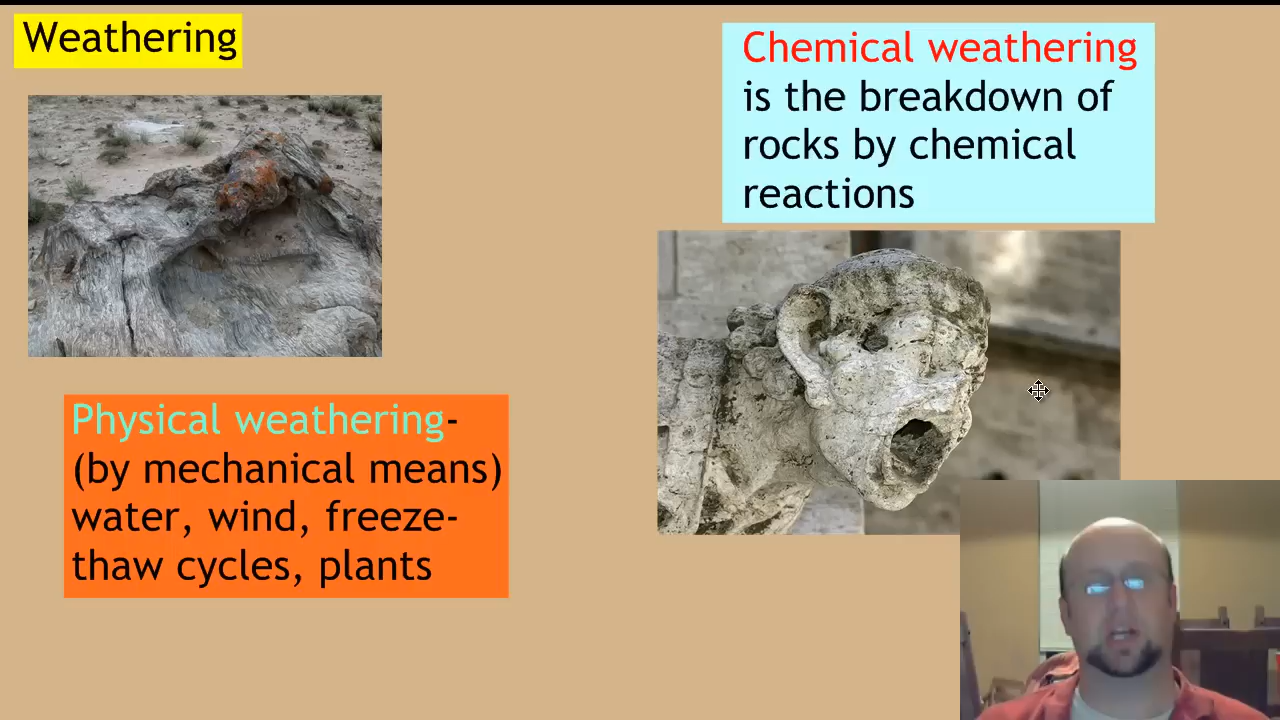 Weathering
Chemical weathering
is the breakdown of
rocks by chemical
reactions
Physical weathering-
(by mechanical means)
water, wind, freeze-
thaw cycles, plants